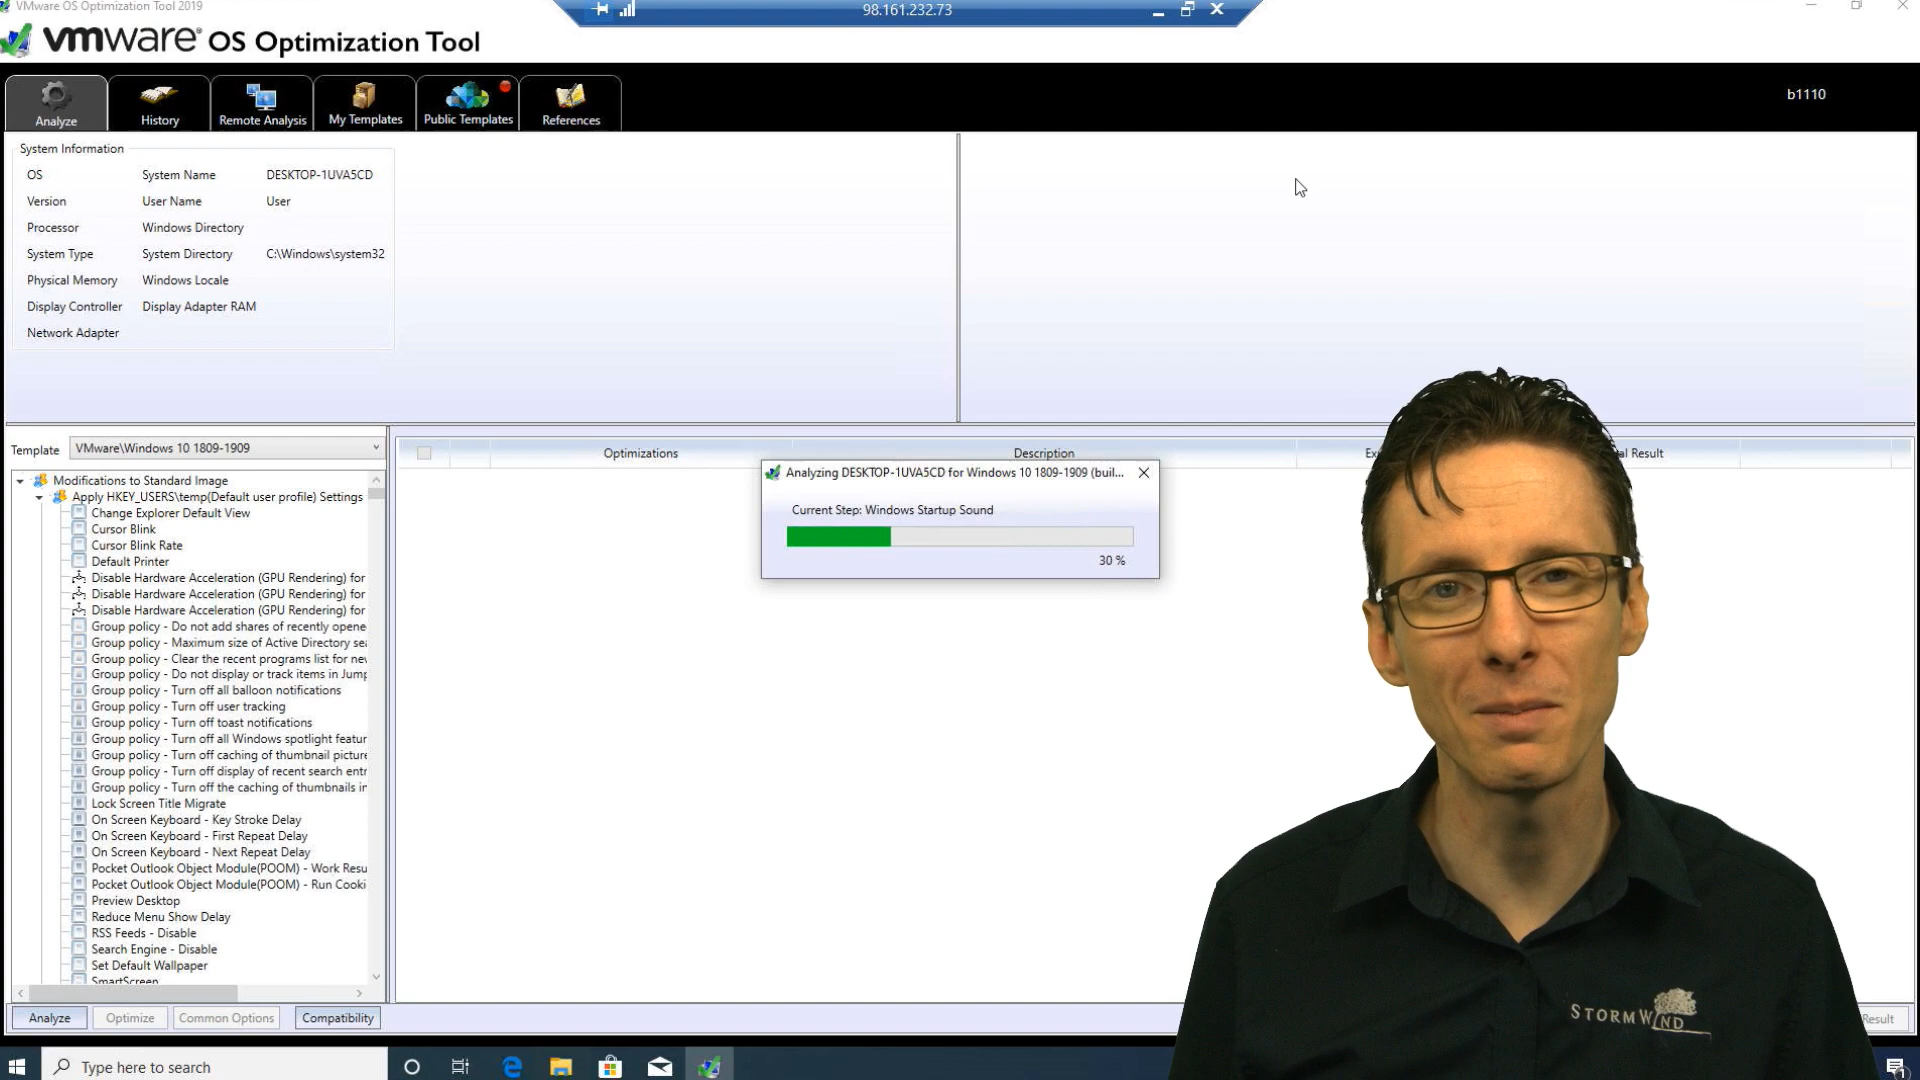 VMware OS Optimization Tool 2019
98.161.232.73
vmware® OS Optimization Tool
Analyze
History
Remote Analysis
My Templates
Public Templates
References
b1110
System Information
OS System Name DESKTOP-1UVA5CD
Version User Name User
Processor Windows Directory
System Type System Directory C:\Windows\system32
Physical Memory Windows Locale
Display Controller Display Adapter RAM
Network Adapter
Template VMware\Windows 10 1809-1909
Optimizations Description Ex al Result
Analyzing DESKTOP-1UVA5CD for Windows 10 1809-1909 (buil...
Current Step: Windows Startup Sound
30 %
Modifications to Standard Image
Apply HKEY_USERS\temp(Default user profile) Settings
Change Explorer Default View
Cursor Blink
Cursor Blink Rate
Default Printer
Disable Hardware Acceleration (GPU Rendering) for
Disable Hardware Acceleration (GPU Rendering) for
Disable Hardware Acceleration (GPU Rendering) for
Group policy - Do not add shares of recently opene
Group policy - Maximum size of Active Directory sea
Group policy - Clear the recent programs list for nev
Group policy - Do not display or track items in Jump
Group policy - Turn off all balloon notifications
Group policy - Turn off user tracking
Group policy - Turn off toast notifications
Group policy - Turn off all Windows spotlight featur
Group policy - Turn off caching of thumbnail picture
Group policy - Turn off display of recent search entr
Group policy - Turn off the caching of thumbnails in
Lock Screen Title Migrate
On Screen Keyboard - Key Stroke Delay
On Screen Keyboard - First Repeat Delay
On Screen Keyboard - Next Repeat Delay
Pocket Outlook Object Module(POOM) - Work Resu
Pocket Outlook Object Module(POOM) - Run Cooki
Preview Desktop
Reduce Menu Show Delay
RSS Feeds - Disable
Search Engine - Disable
Set Default Wallpaper
SmartScreen
Analyze Optimize Common Options Compatibility
Result
STORMWIND
Type here to search
1